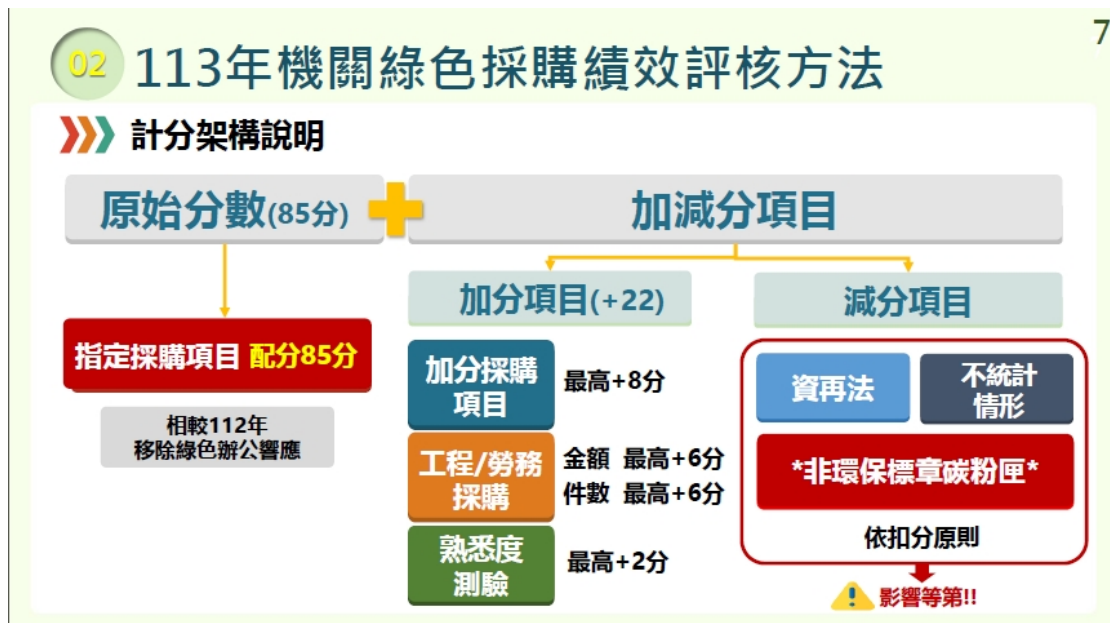 7
02
113年機關綠色採購績效評核方法
計分架構說明
原始分數(85分)
加減分項目
指定採購項目 配分85分
相較112年
移除綠色辦公響應
加分項目(+22)
加分採購
項目
最高+8分
工程/勞務
採購
金額 最高+6分
件數 最高+6分
熟悉度
測驗
最高+2分
減分項目
資再法
不統計
情形
*非環保標章碳粉匣*
依扣分原則
影響等第!!